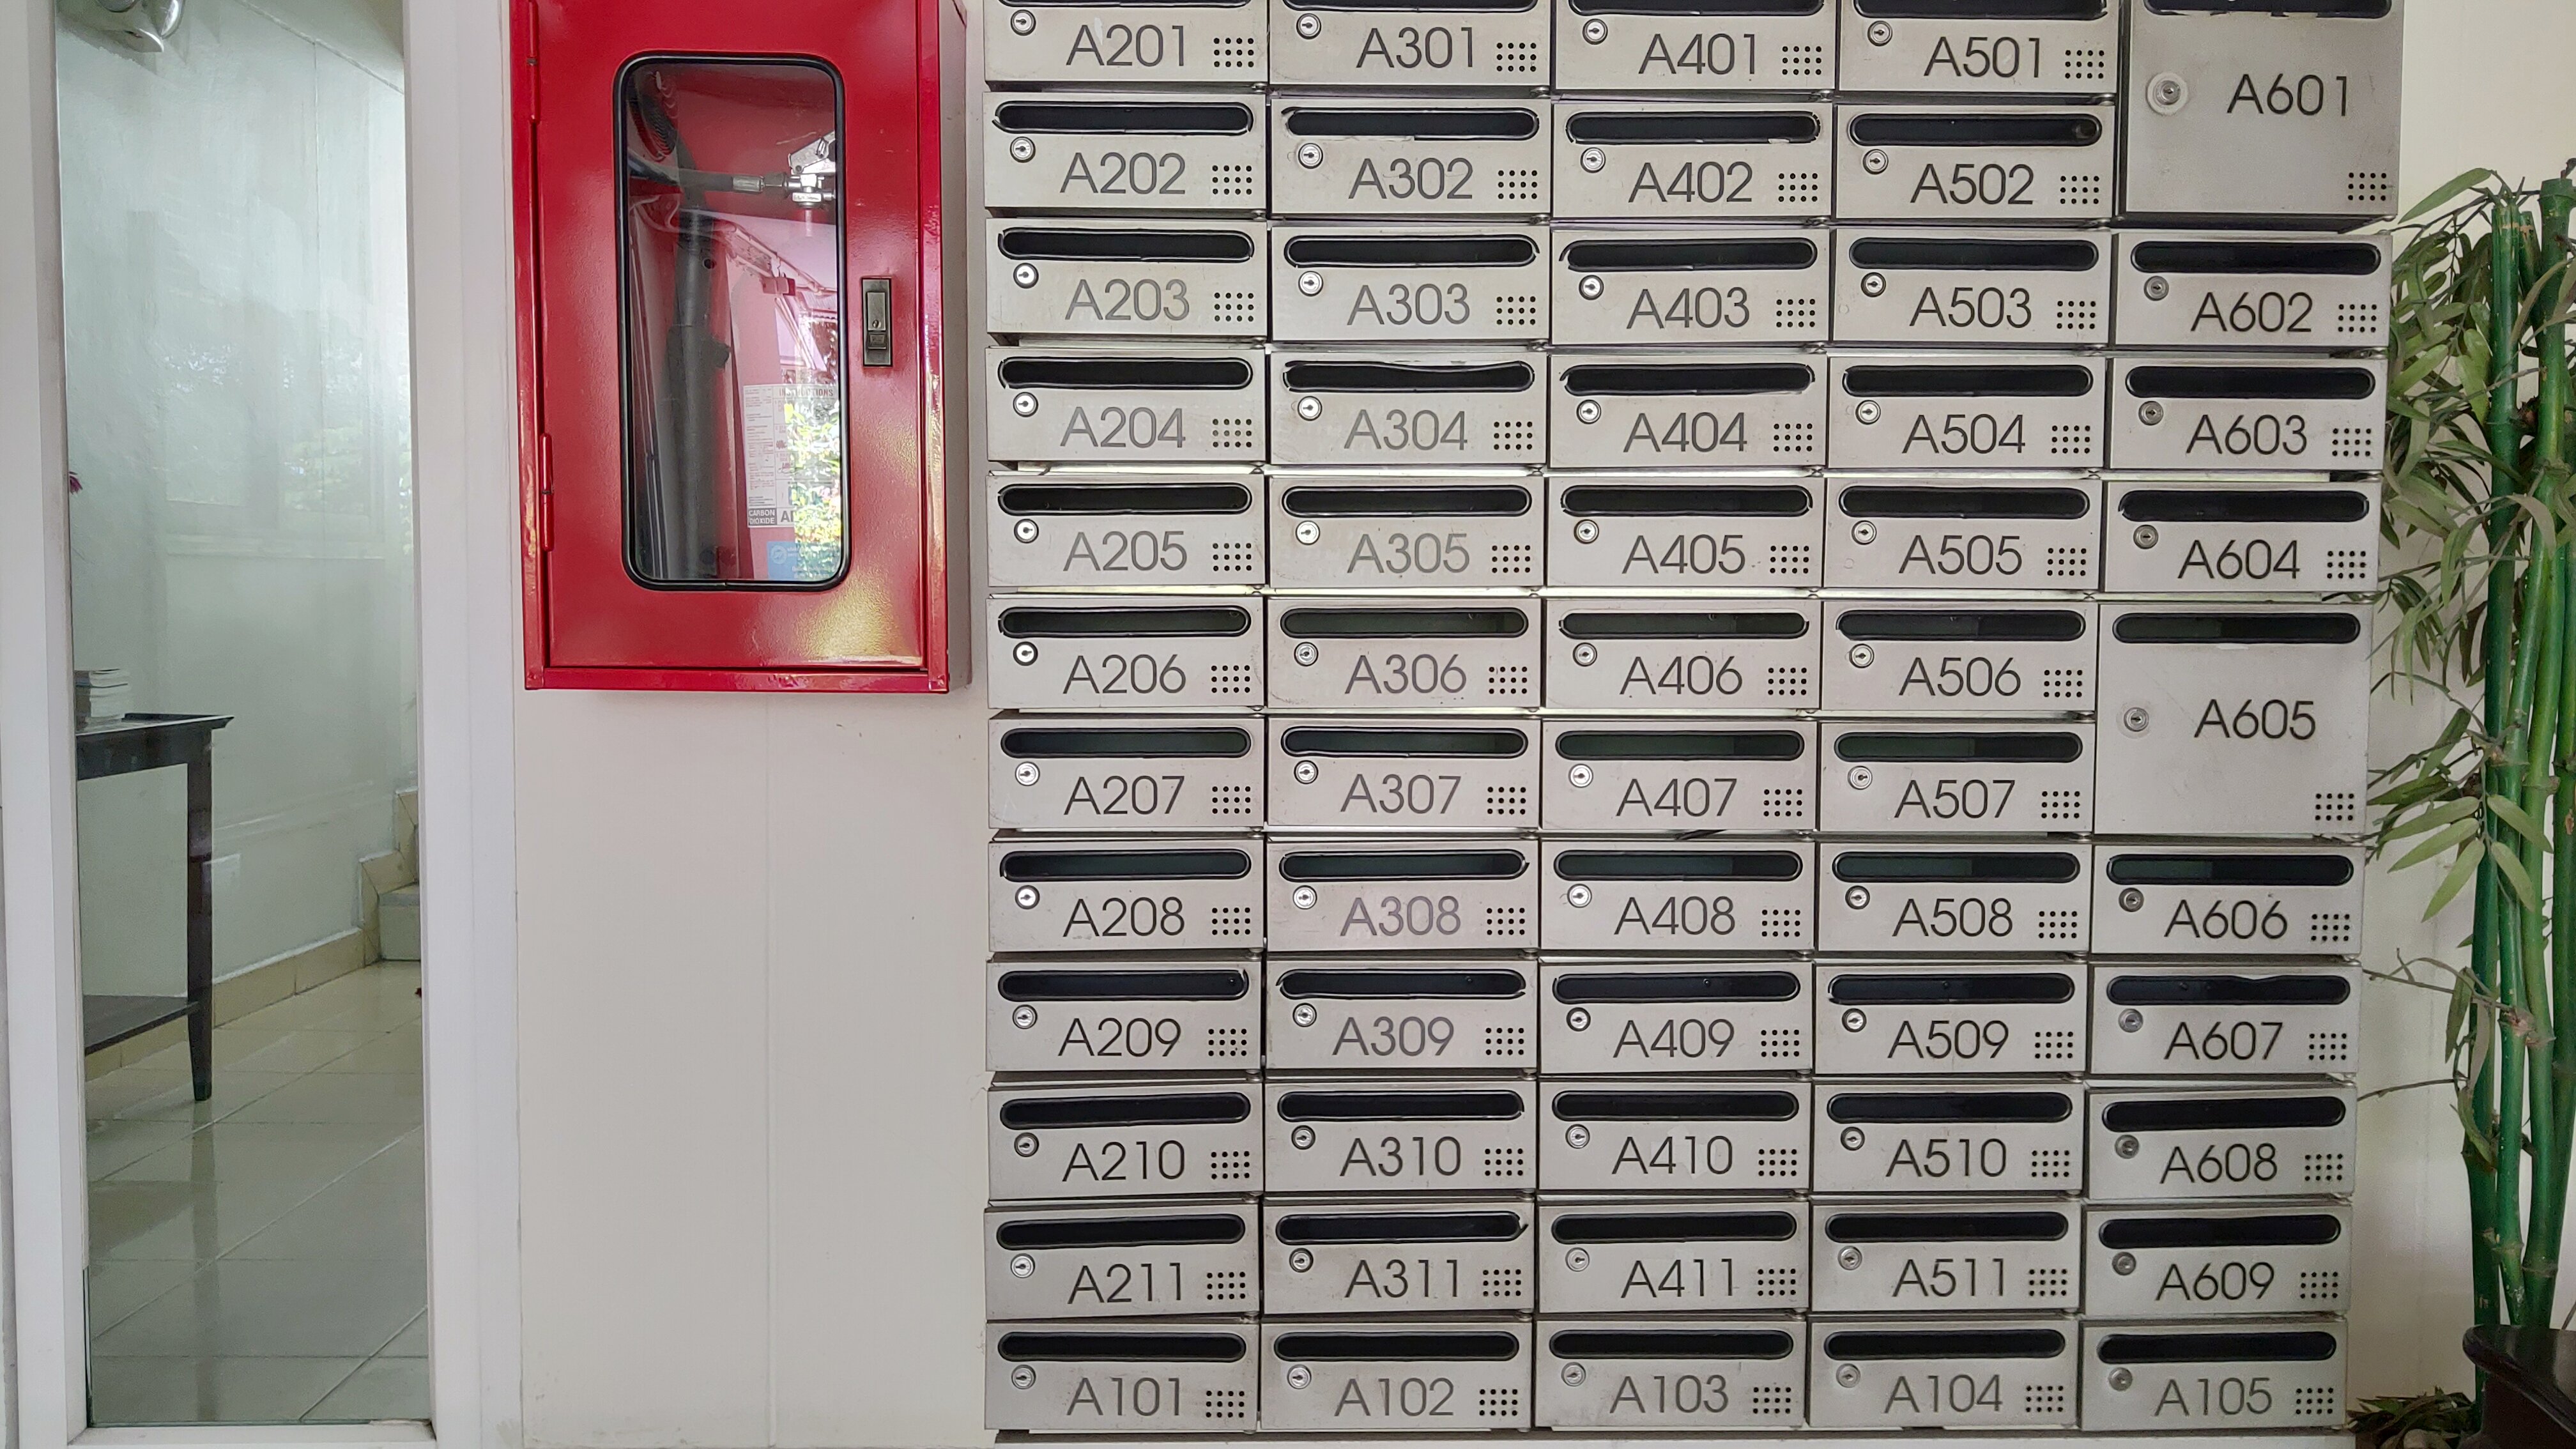 A201 A301 A401 A501 A601
A202 A302 A402 A502
A203 A303 A403 A503 A602
A204 A304 A404 A504 A603
A205 A305 A405 A505 A604
A206 A306 A406 A506 A605
A207 A307 A407 A507
A208 A308 A408 A508 A606
A209 A309 A409 A509 A607
A210 A310 A410 A510 A608
A211 A311 A411 A511 A609
A101 A102 A103 A104 A105
CARBON
DIOXIDE